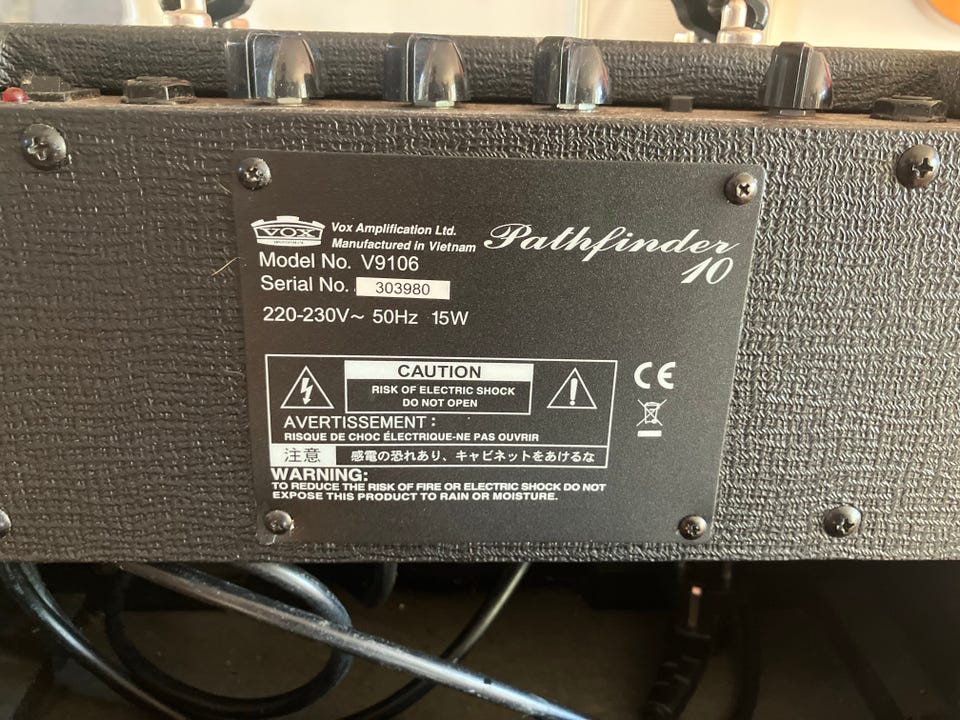 VOX
Vox Amplification Ltd.
Manufactured in Vietnam
Pathfinder
10
Model No. V9106
Serial No. 303980
220-230V~ 50Hz 15W
CAUTION
RISK OF ELECTRIC SHOCK
DO NOT OPEN
AVERTISSEMENT :
RISQUE DE CHOC ÉLECTRIQUE-NE PAS OUVRIR
注意 感電の恐れあり、キャビネットをあけるな
WARNING:
TO REDUCE THE RISK OF FIRE OR ELECTRIC SHOCK DO NOT
EXPOSE THIS PRODUCT TO RAIN OR MOISTURE.
CE